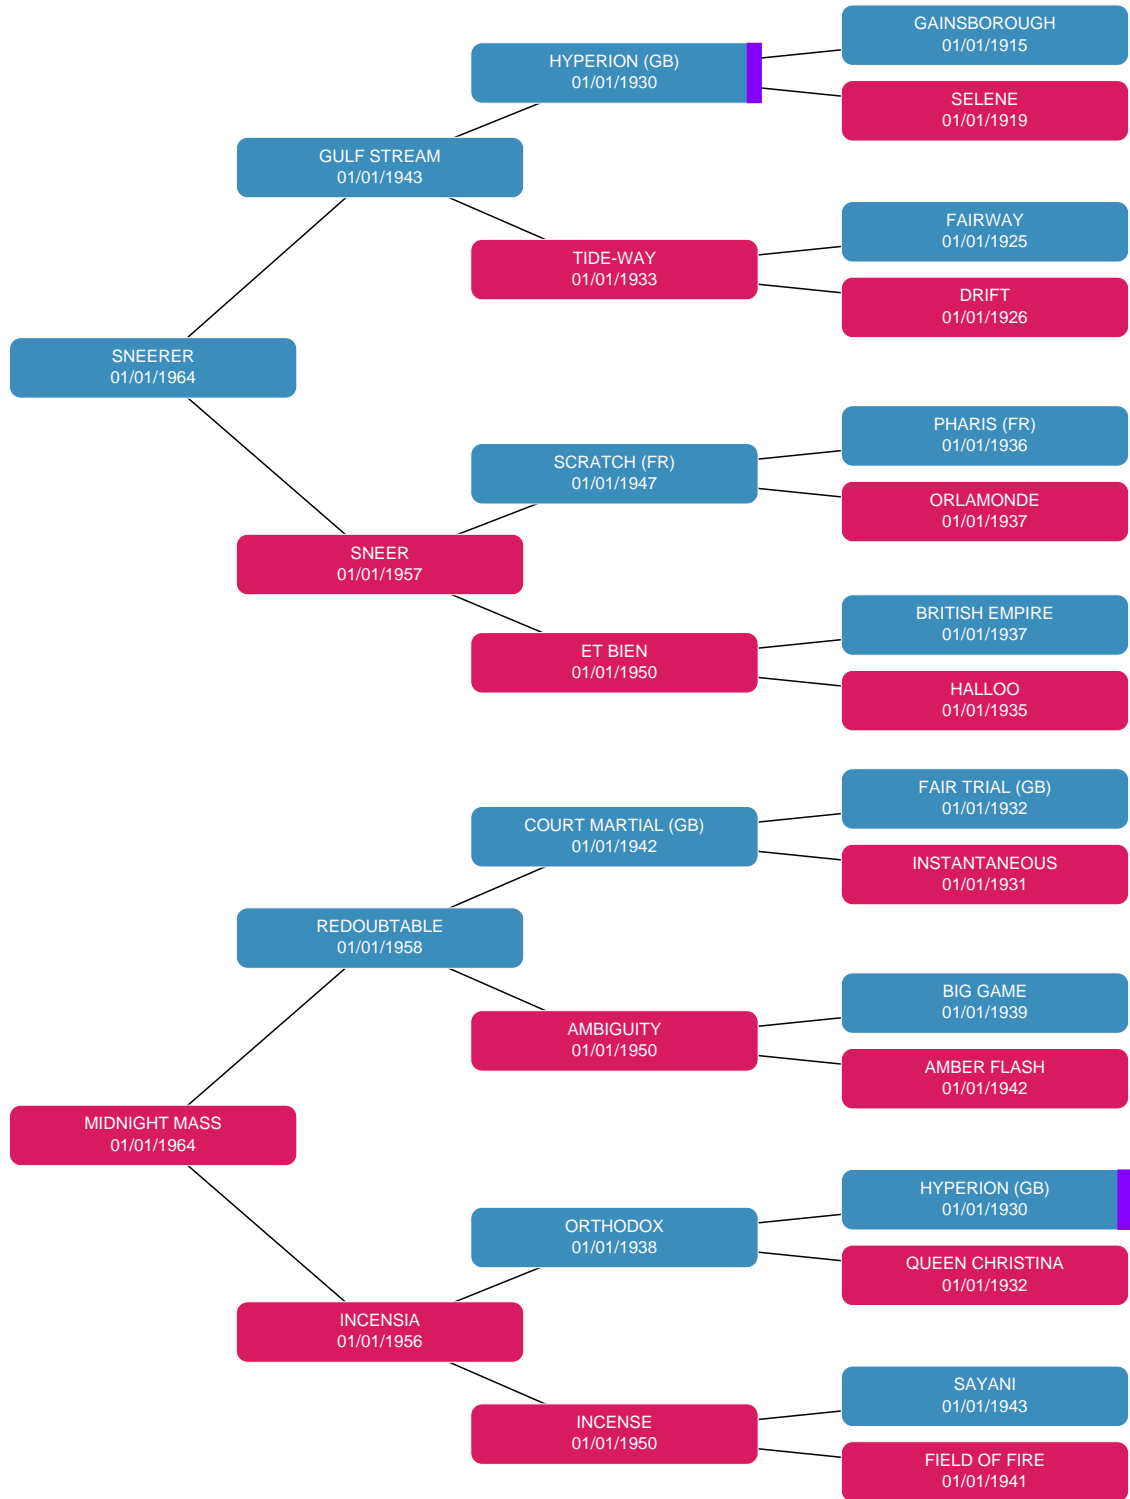 GAINSBOROUGH
01/01/1915
HYPERION (GB)
01/01/1930
SELENE
01/01/1919
GULF STREAM
01/01/1943
FAIRWAY
01/01/1925
TIDE-WAY
01/01/1933
DRIFT
01/01/1926
SNEERER
01/01/1964
PHARIS (FR)
01/01/1936
SCRATCH (FR)
01/01/1947
ORLAMONDE
01/01/1937
SNEER
01/01/1957
BRITISH EMPIRE
01/01/1937
ET BIEN
01/01/1950
HALLOO
01/01/1935
FAIR TRIAL (GB)
01/01/1932
COURT MARTIAL (GB)
01/01/1942
INSTANTANEOUS
01/01/1931
REDOUBTABLE
01/01/1958
BIG GAME
01/01/1939
AMBIGUITY
01/01/1950
AMBER FLASH
01/01/1942
MIDNIGHT MASS
01/01/1964
HYPERION (GB)
01/01/1930
ORTHODOX
01/01/1938
QUEEN CHRISTINA
01/01/1932
INCENSIA
01/01/1956
SAYANI
01/01/1943
INCENSE
01/01/1950
FIELD OF FIRE
01/01/1941